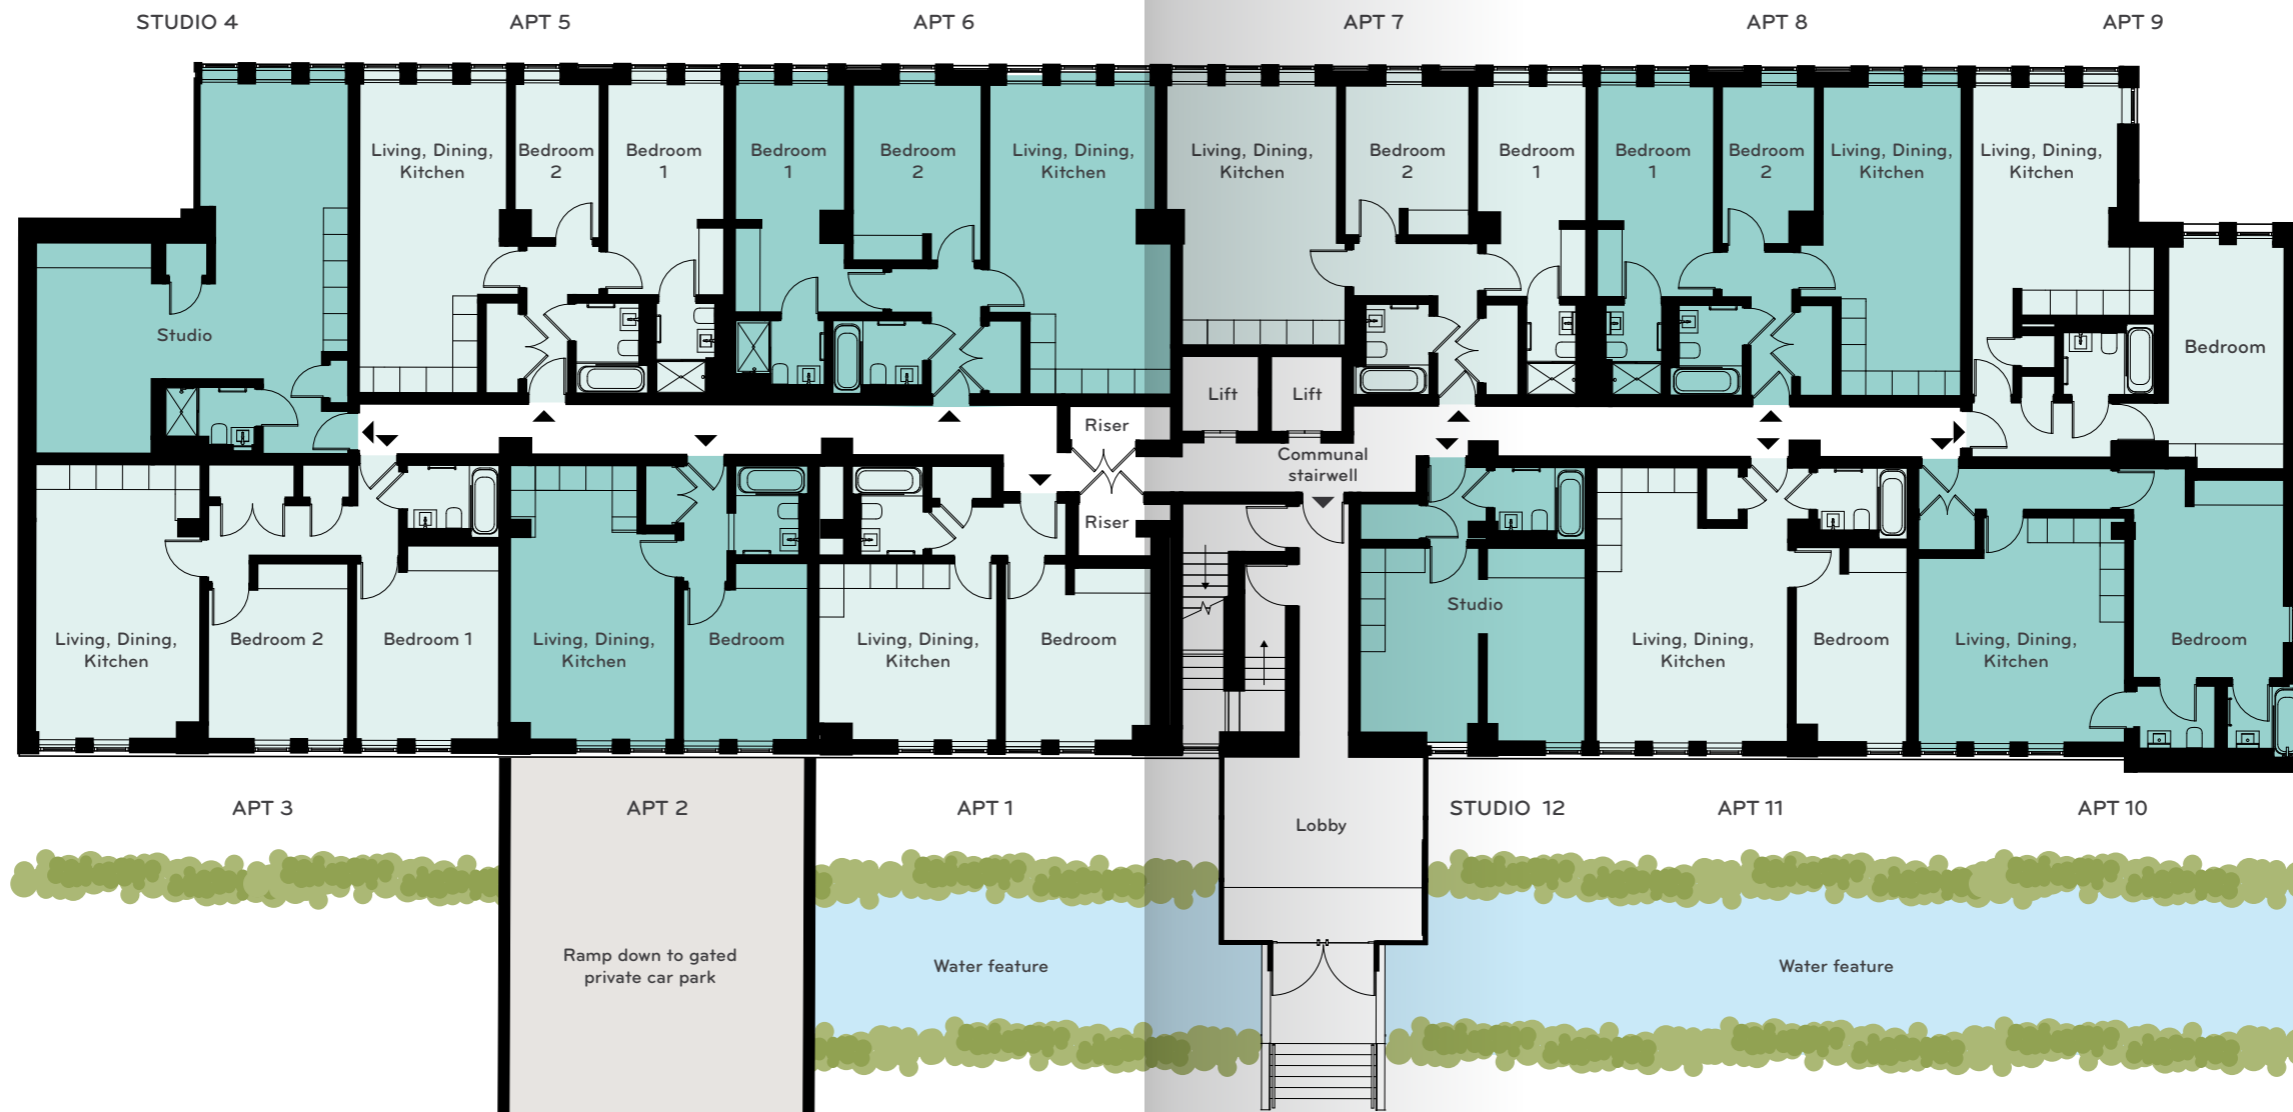 STUDIO 4
APT 5
APT 6
APT 7
APT 8
APT 9
Living, Dining,
Kitchen
Bedroom
2
Bedroom
1
Bedroom
1
Bedroom
2
Living, Dining,
Kitchen
Living, Dining,
Kitchen
Bedroom
2
Bedroom
1
Bedroom
1
Bedroom
2
Living, Dining,
Kitchen
Living, Dining,
Kitchen
Studio
Bedroom
Lift
Lift
Riser
Communal
stairwell
Riser
Studio
Living, Dining,
Kitchen
Bedroom 2
Bedroom 1
Living, Dining,
Kitchen
Bedroom
Living, Dining,
Kitchen
Bedroom
Living, Dining,
Kitchen
Bedroom
Living, Dining,
Kitchen
Bedroom
APT 3
APT 2
APT 1
Lobby
STUDIO 12
APT 11
APT 10
Ramp down to gated
private car park
Water feature
Water feature